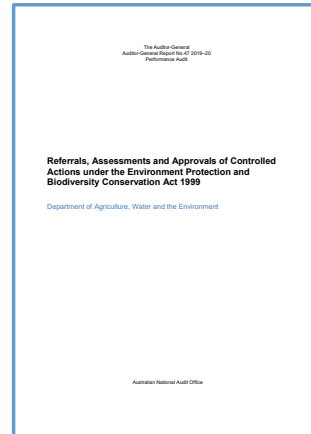 The Auditor-General
Auditor-General Report No.47 2019–20
Performance Audit
Referrals, Assessments and Approvals of Controlled
Actions under the Environment Protection and
Biodiversity Conservation Act 1999
Department of Agriculture, Water and the Environment
Australian National Audit Office